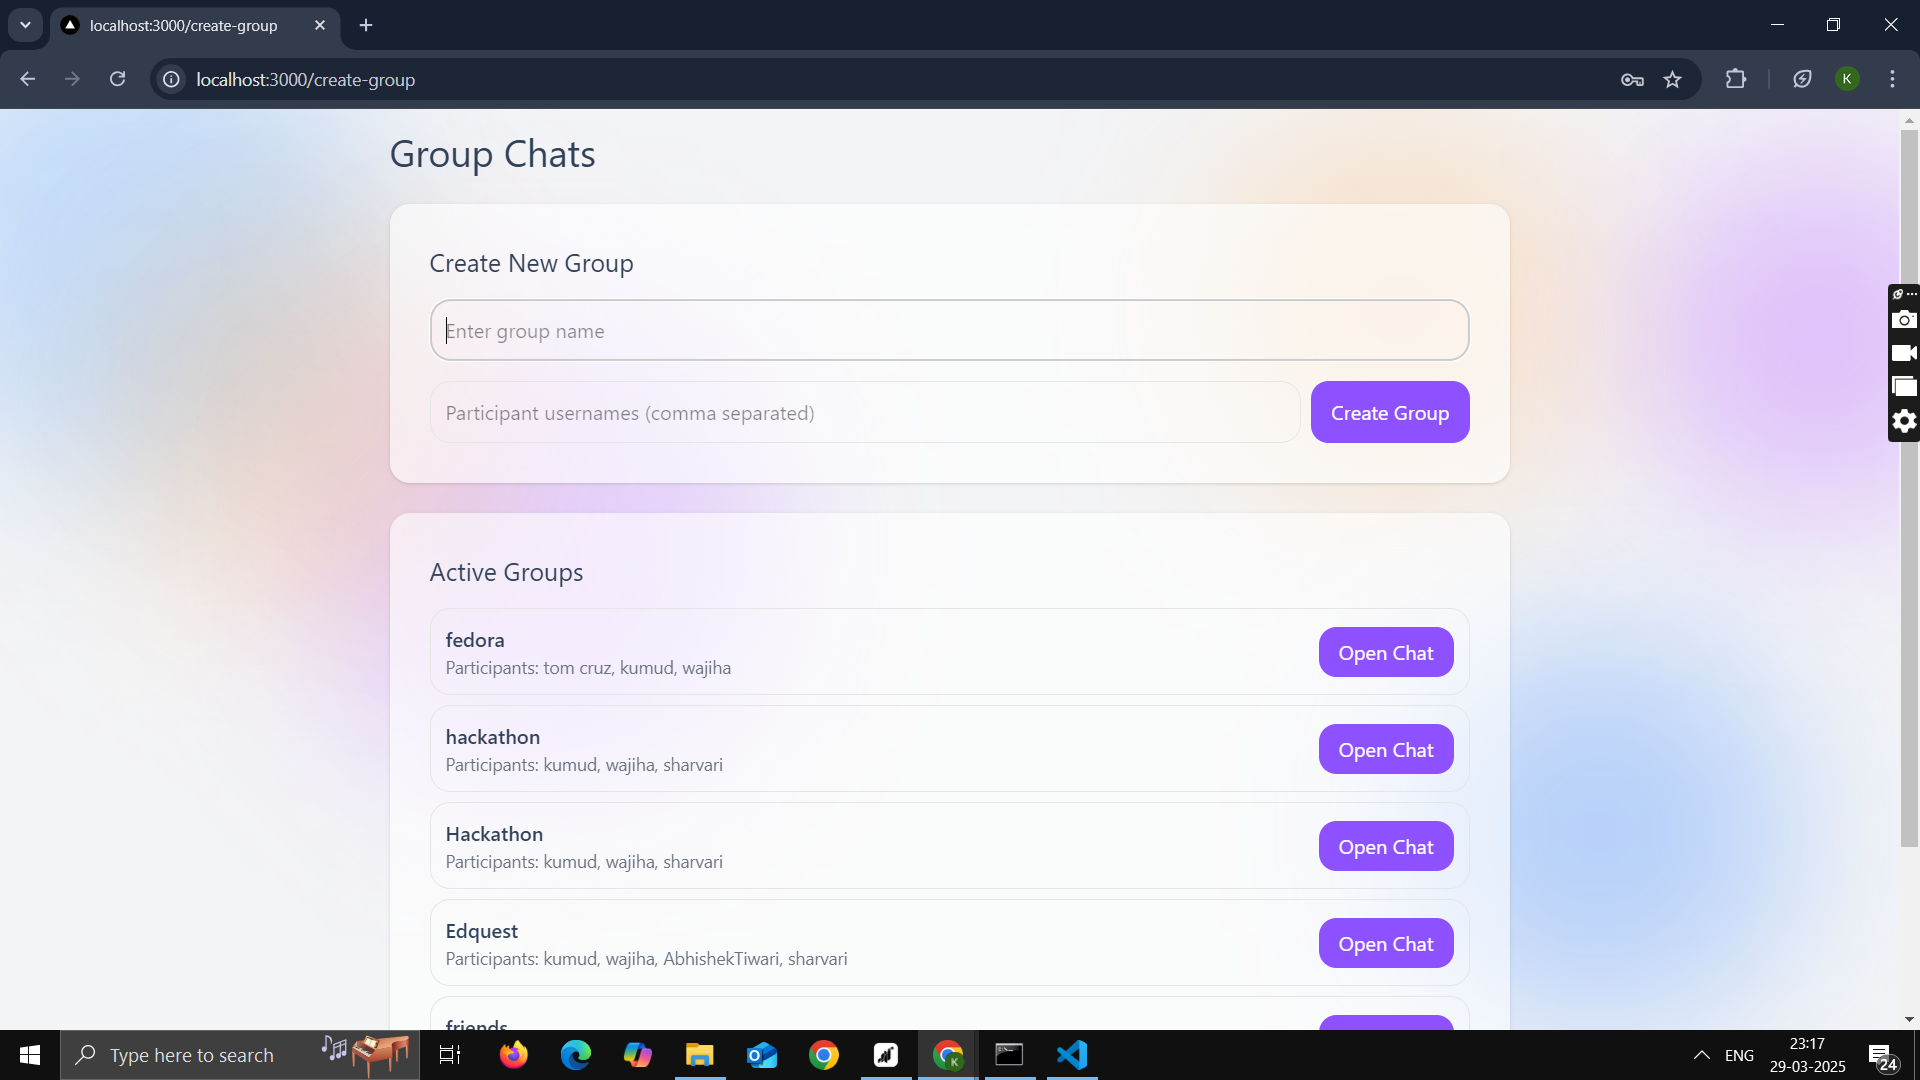 localhost:3000/create-group
localhost:3000/create-group
K
Group Chats
Create New Group
Enter group name
Participant usernames (comma separated)
Create Group
Active Groups
fedora
Participants: tom cruz, kumud, wajiha
Open Chat
hackathon
Participants: kumud, wajiha, sharvari
Open Chat
Hackathon
Participants: kumud, wajiha, sharvari
Open Chat
Edquest
Participants: kumud, wajiha, AbhishekTiwari, sharvari
Open Chat
friends
Type here to search
K
ENG
23:17
29-03-2025
24